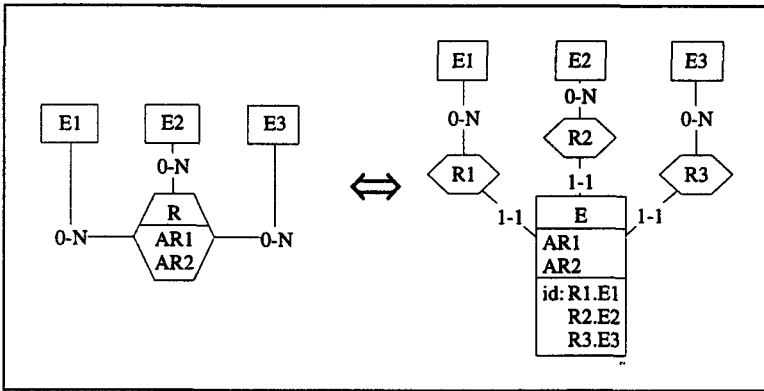 E1 E2 E3
0-N
R
AR1
AR2
0-N 0-N
E1 E2 E3
0-N 0-N 0-N
R1 R2 R3
1-1 1-1 1-1
E
AR1
AR2
id: R1.E1
R2.E2
R3.E3